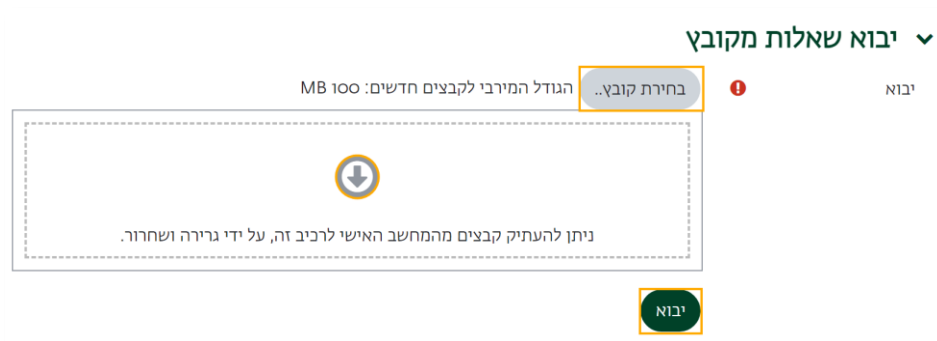 יבוא שאלות מקובץ
יבוא
בחירת קובץ.. הגודל המירבי לקבצים חדשים: 100 MB
ניתן להעתיק קבצים מהמחשב האישי לרכיב זה, על ידי גרירה ושחרור.
יבוא